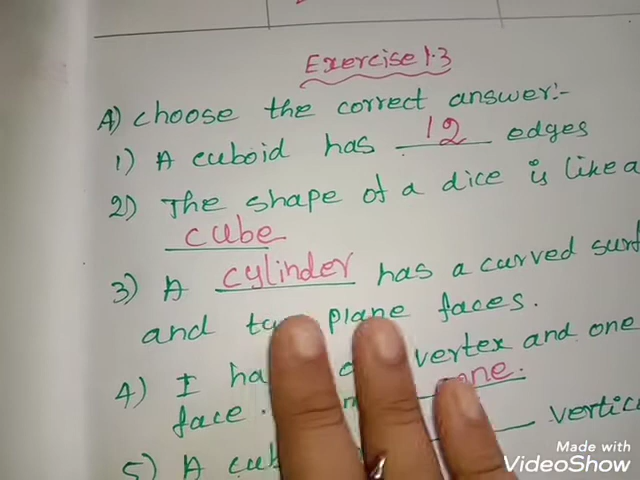 Exercise 1.3
A) choose the correct answer:-
1) A cuboid has 12 edges
2) The shape of a dice is like a
cube
3) A cylinder has a curved surf
and two plane faces.
4) I ha vertex and one
face.
5) A vertic
Made with
VideoShow